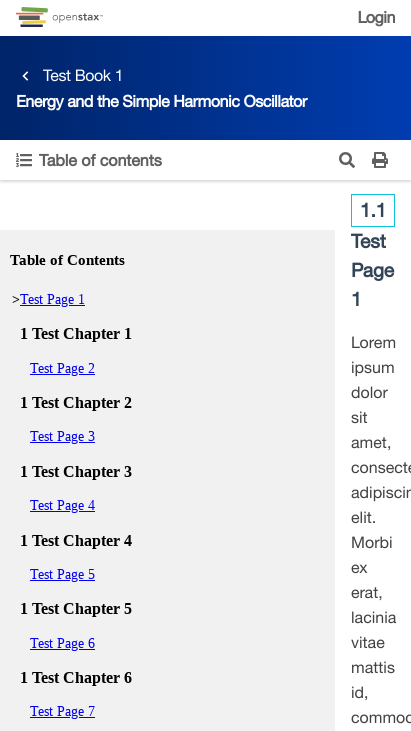 openstax™
Login
Test Book 1
Energy and the Simple Harmonic Oscillator
Table of contents
Table of Contents
>Test Page 1
1 Test Chapter 1
Test Page 2
1 Test Chapter 2
Test Page 3
1 Test Chapter 3
Test Page 4
1 Test Chapter 4
Test Page 5
1 Test Chapter 5
Test Page 6
1 Test Chapter 6
Test Page 7
1.1
Test
Page
1
Lorem
ipsum
dolor
sit
amet,
consecte
adipiscin
elit.
Morbi
ex
erat,
lacinia
vitae
mattis
id,
commod